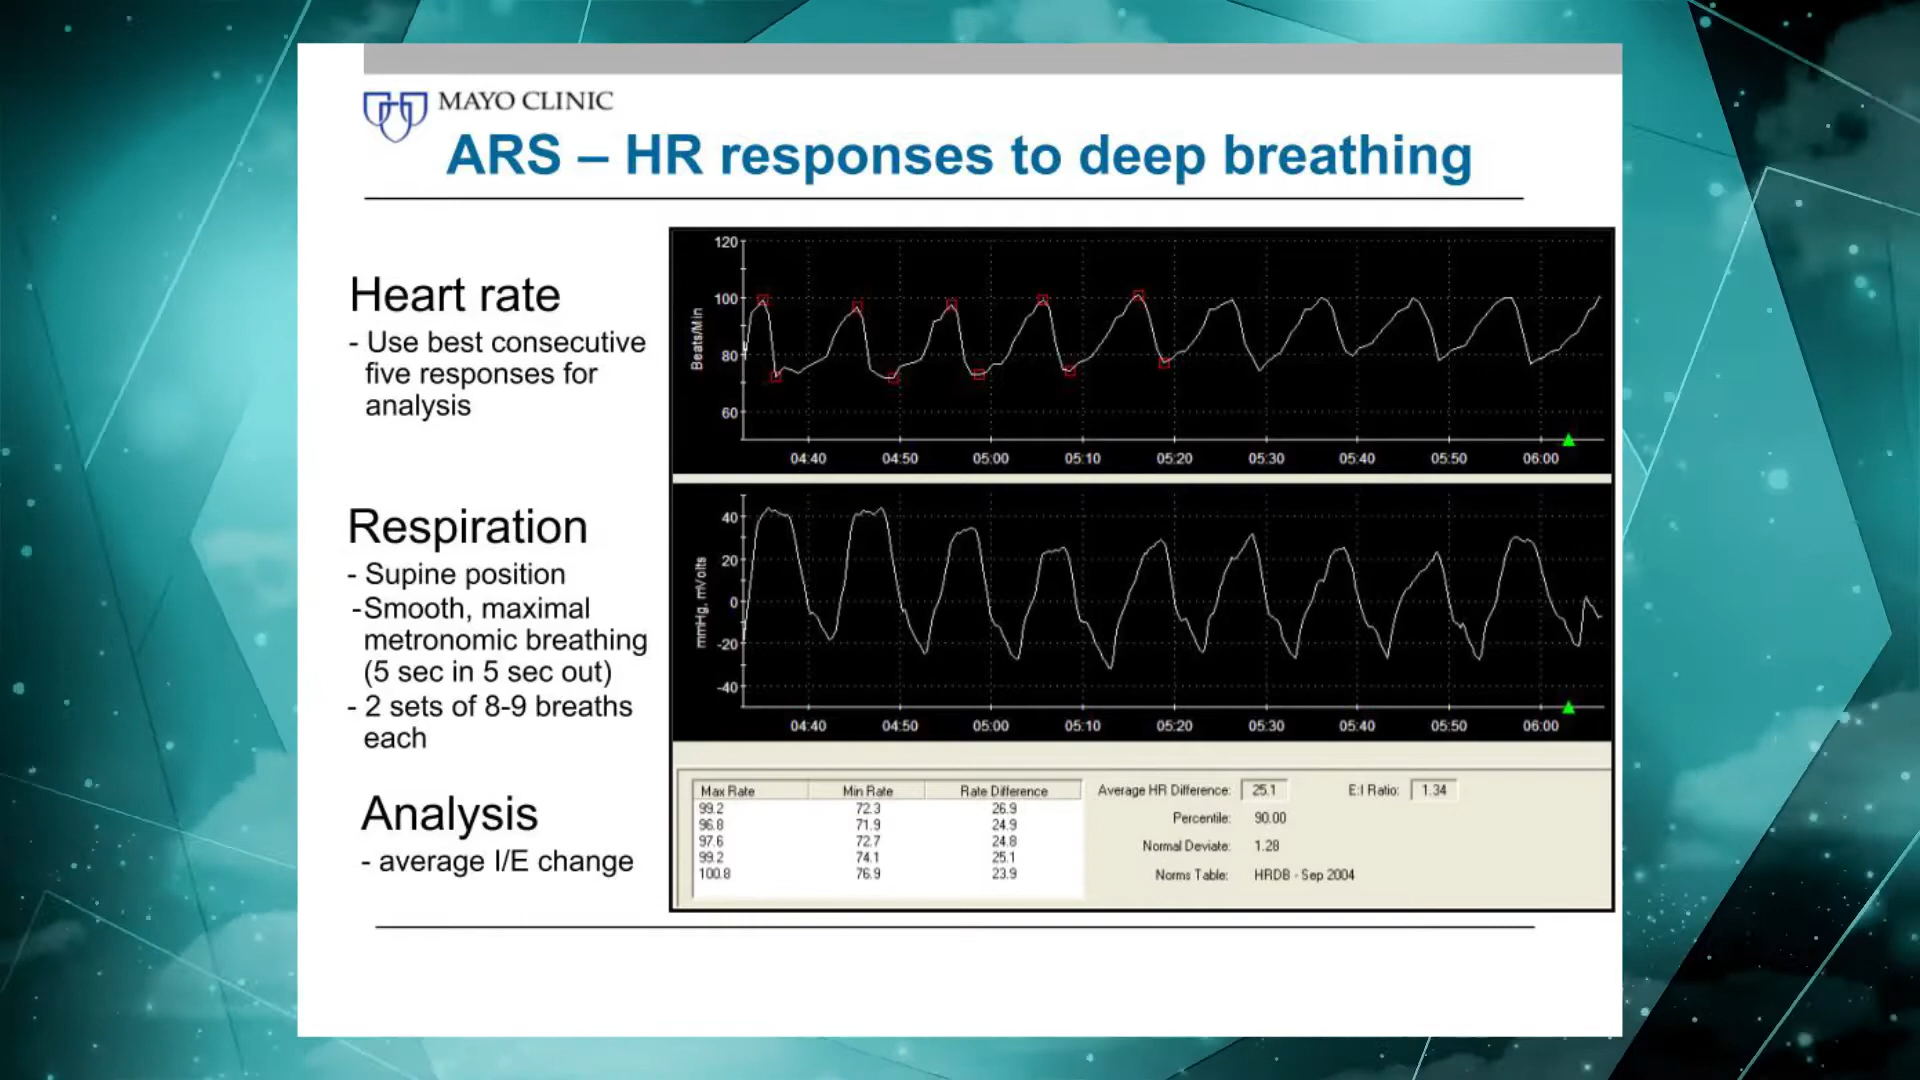 MAYO CLINIC
ARS – HR responses to deep breathing
Heart rate
- Use best consecutive
five responses for
analysis
Respiration
- Supine position
-Smooth, maximal
metronomic breathing
(5 sec in 5 sec out)
- 2 sets of 8-9 breaths
each
Analysis
- average I/E change
120
100
80
60
Beats/Min
04:40 04:50 05:00 05:10 05:20 05:30 05:40 05:50 06:00
40
20
0
-20
-40
mmHg, mVolts
04:40 04:50 05:00 05:10 05:20 05:30 05:40 05:50 06:00
Max Rate Min Rate Rate Difference
99.2 72.3 26.9
96.8 71.9 24.9
97.6 72.7 24.8
99.2 74.1 25.1
100.8 76.9 23.9
Average HR Difference: 25.1 E:I Ratio: 1.34
Percentile: 90.00
Normal Deviate: 1.28
Norms Table: HRDB - Sep 2004